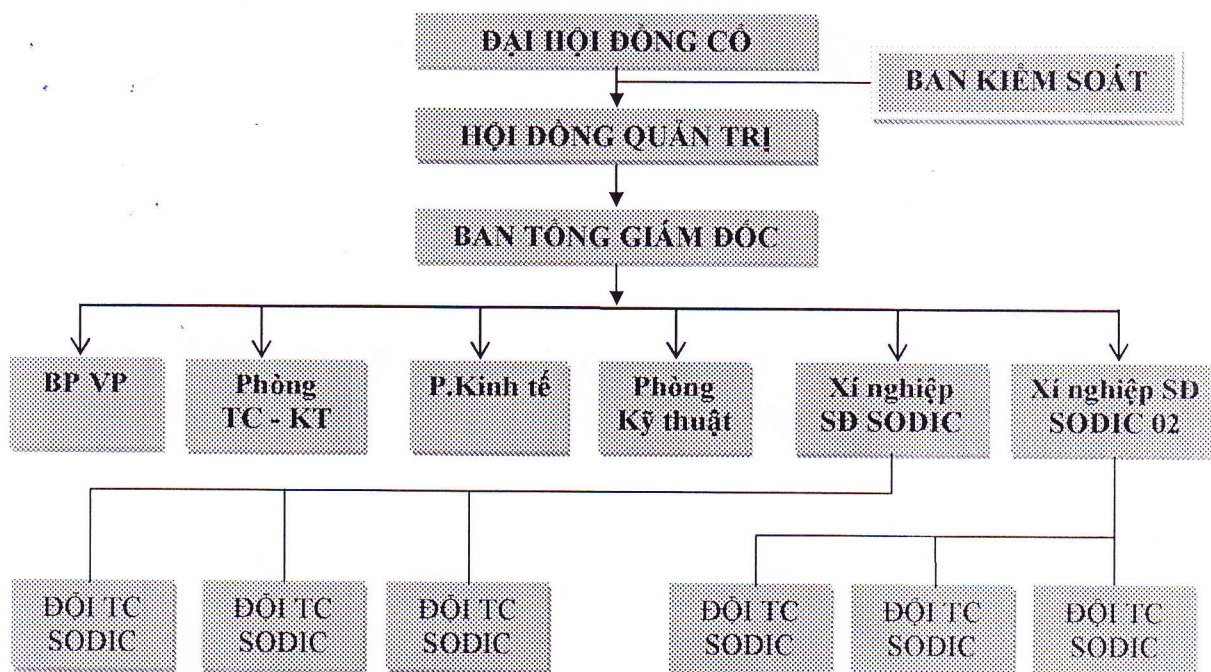 ĐẠI HỘI ĐỒNG CỔ
BAN KIỂM SOÁT
HỘI ĐỒNG QUẢN TRỊ
BAN TỔNG GIÁM ĐỐC
BP VP
Phòng
TC - KT
P.Kinh tế
Phòng
Kỹ thuật
Xí nghiệp
SĐ SODIC
Xí nghiệp SĐ
SODIC 02
ĐỘI TC
SODIC
ĐỘI TC
SODIC
ĐỘI TC
SODIC
ĐỘI TC
SODIC
ĐỘI TC
SODIC
ĐỘI TC
SODIC